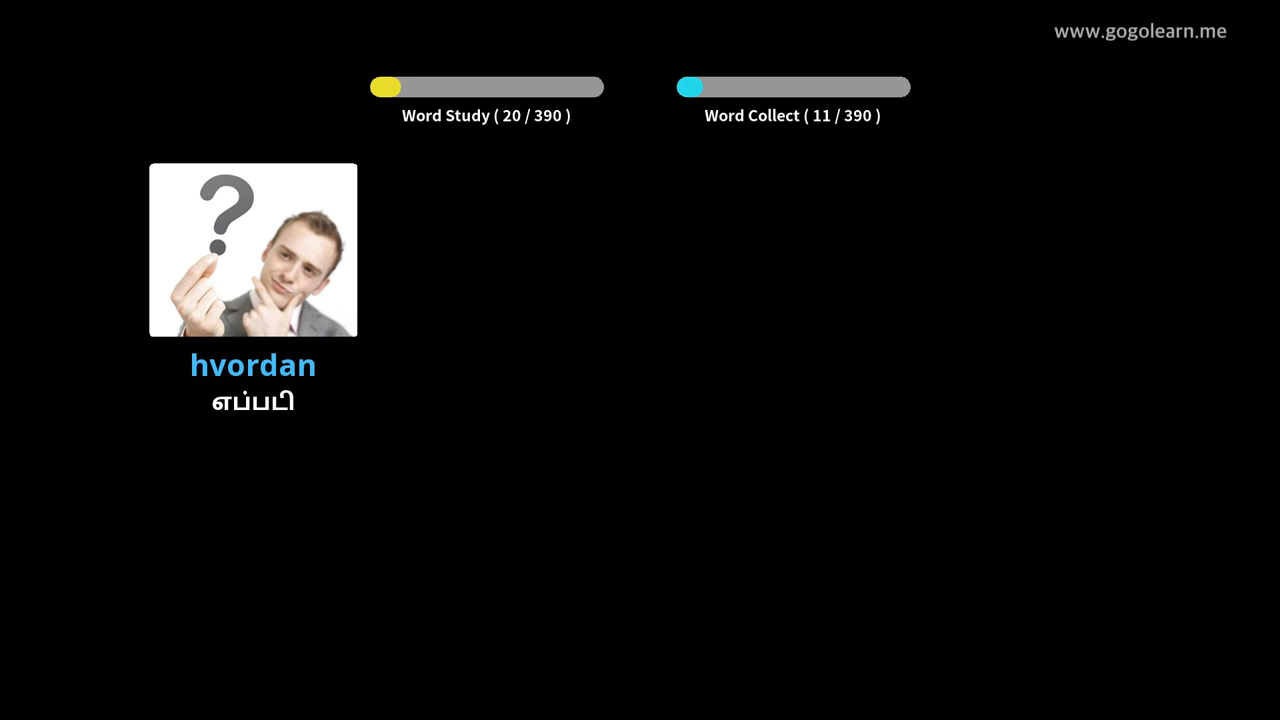 www.gogolearn.me
Word Study ( 20 / 390 )
Word Collect ( 11 / 390 )
?
hvordan
எப்படி